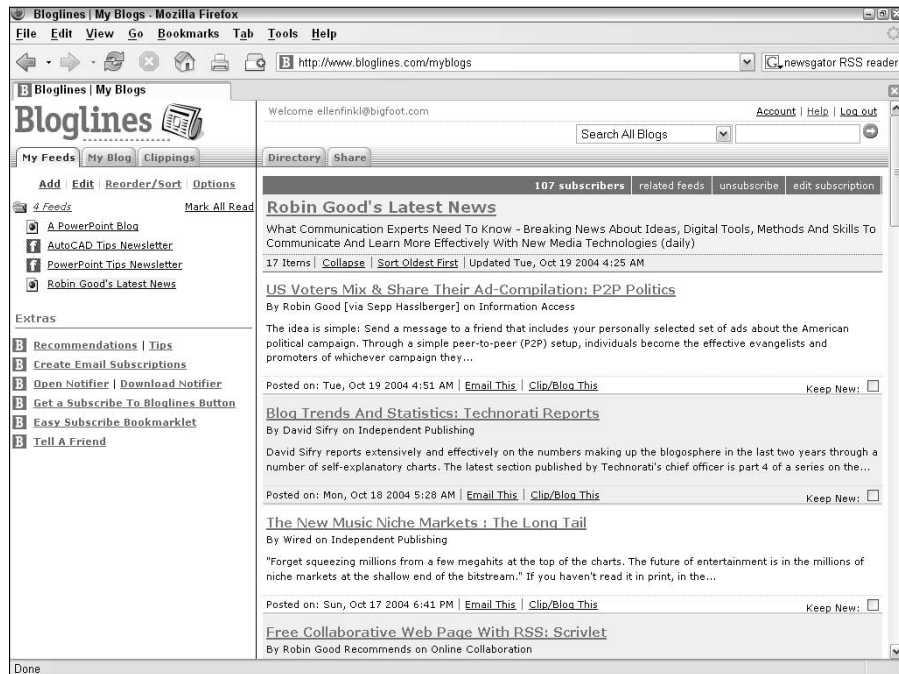 Bloglines | My Blogs - Mozilla Firefox
File Edit View Go Bookmarks Tab Tools Help
B http://www.bloglines.com/myblogs
G newsgator RSS reader
B Bloglines | My Blogs
Bloglines
Welcome ellenfinkl@bigfoot.com
Account | Help | Log out
Search All Blogs
My Feeds My Blog Clippings
Directory Share
Add | Edit | Reorder/Sort | Options
4 Feeds Mark All Read
A PowerPoint Blog
AutoCAD Tips Newsletter
PowerPoint Tips Newsletter
Robin Good's Latest News
Extras
B Recommendations | Tips
B Create Email Subscriptions
B Open Notifier | Download Notifier
B Get a Subscribe To Bloglines Button
B Easy Subscribe Bookmarklet
B Tell A Friend
107 subscribers | related feeds | unsubscribe | edit subscription
Robin Good's Latest News
What Communication Experts Need To Know - Breaking News About Ideas, Digital Tools, Methods And Skills To
Communicate And Learn More Effectively With New Media Technologies (daily)
17 Items | Collapse | Sort Oldest First | Updated Tue, Oct 19 2004 4:25 AM
US Voters Mix & Share Their Ad-Compilation: P2P Politics
By Robin Good [via Sepp Hasslberger] on Information Access
The idea is simple: Send a message to a friend that includes your personally selected set of ads about the American
political campaign. Through a simple peer-to-peer (P2P) setup, individuals become the effective evangelists and
promoters of whichever campaign they...
Posted on: Tue, Oct 19 2004 4:51 AM | Email This | Clip/Blog This Keep New:
Blog Trends And Statistics: Technorati Reports
By David Sifry on Independent Publishing
David Sifry reports extensively and effectively on the numbers making up the blogosphere in the last two years through a
number of self-explanatory charts. The latest section published by Technorati's chief officer is part 4 of a series on the...
Posted on: Mon, Oct 18 2004 5:28 AM | Email This | Clip/Blog This Keep New:
The New Music Niche Markets : The Long Tail
By Wired on Independent Publishing
"Forget squeezing millions from a few megahits at the top of the charts. The future of entertainment is in the millions of
niche markets at the shallow end of the bitstream." If you haven't read it in print, in the...
Posted on: Sun, Oct 17 2004 6:41 PM | Email This | Clip/Blog This Keep New:
Free Collaborative Web Page With RSS: Scrivlet
By Robin Good Recommends on Online Collaboration
Done